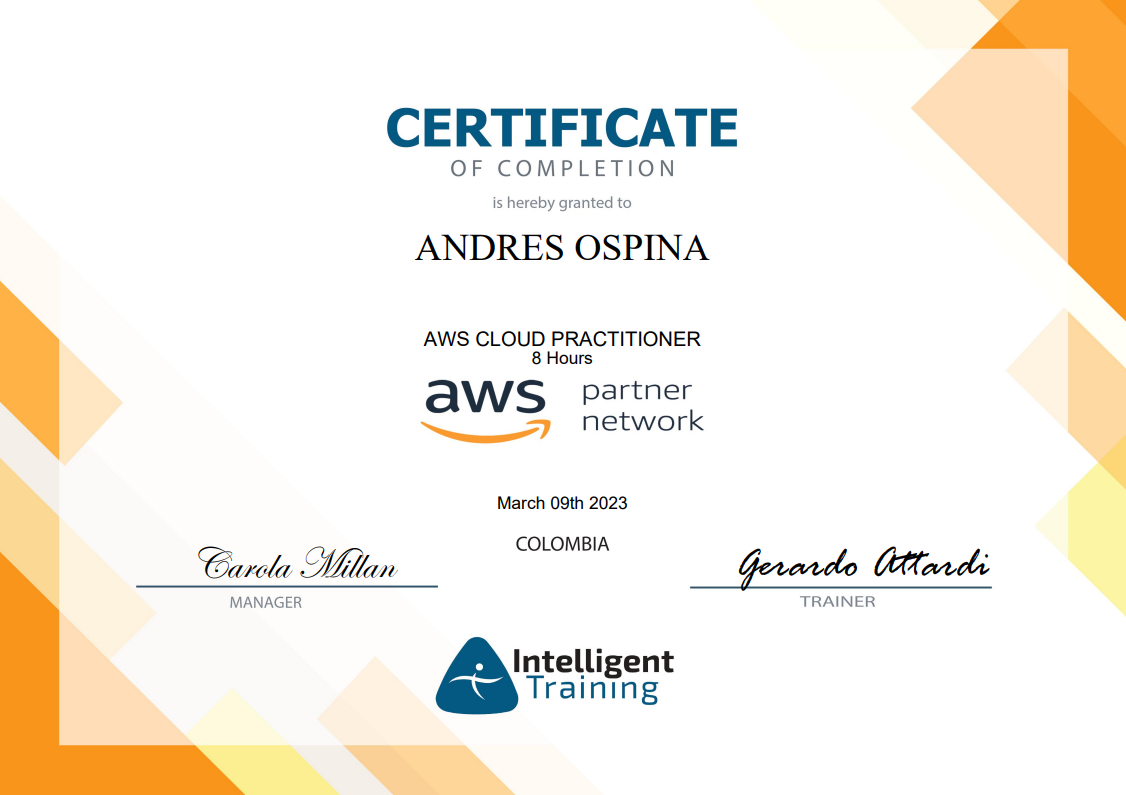 CERTIFICATE
OF COMPLETION
is hereby granted to
ANDRES OSPINA
AWS CLOUD PRACTITIONER
8 Hours
aws partner
network
March 09th 2023
COLOMBIA
Carola Millan
MANAGER
Gerardo Attardi
TRAINER
Intelligent
Training